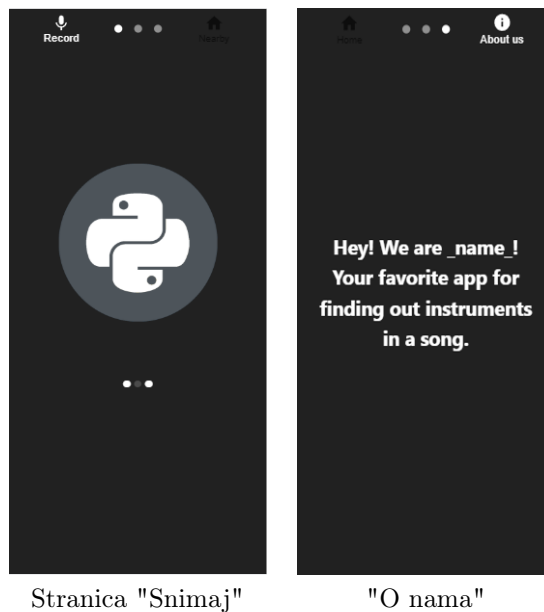 Record
Nearby
Home
About us
Hey! We are _name_!
Your favorite app for
finding out instruments
in a song.
Stranica "Snimaj"
"O nama"